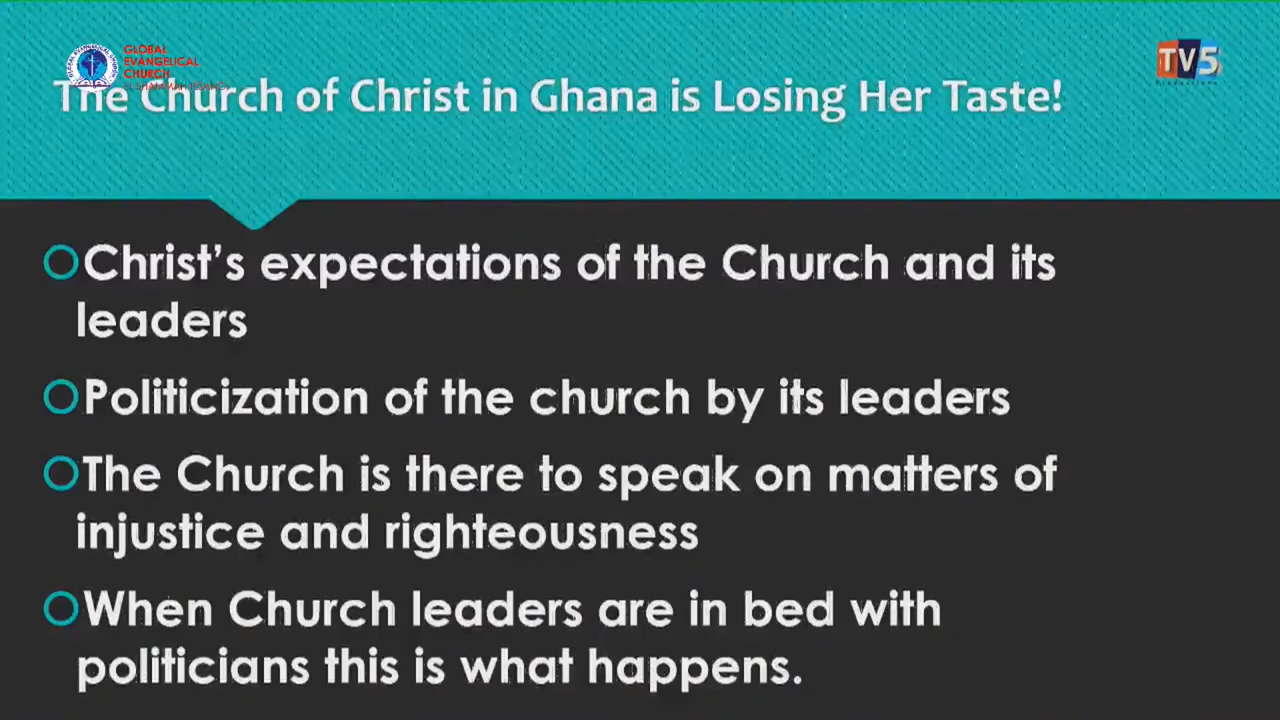 GLOBAL
EVANGELICAL
CHURCH
TV5
The Church of Christ in Ghana is Losing Her Taste!
Christ's expectations of the Church and its
leaders
Politicization of the church by its leaders
The Church is there to speak on matters of
injustice and righteousness
When Church leaders are in bed with
politicians this is what happens.